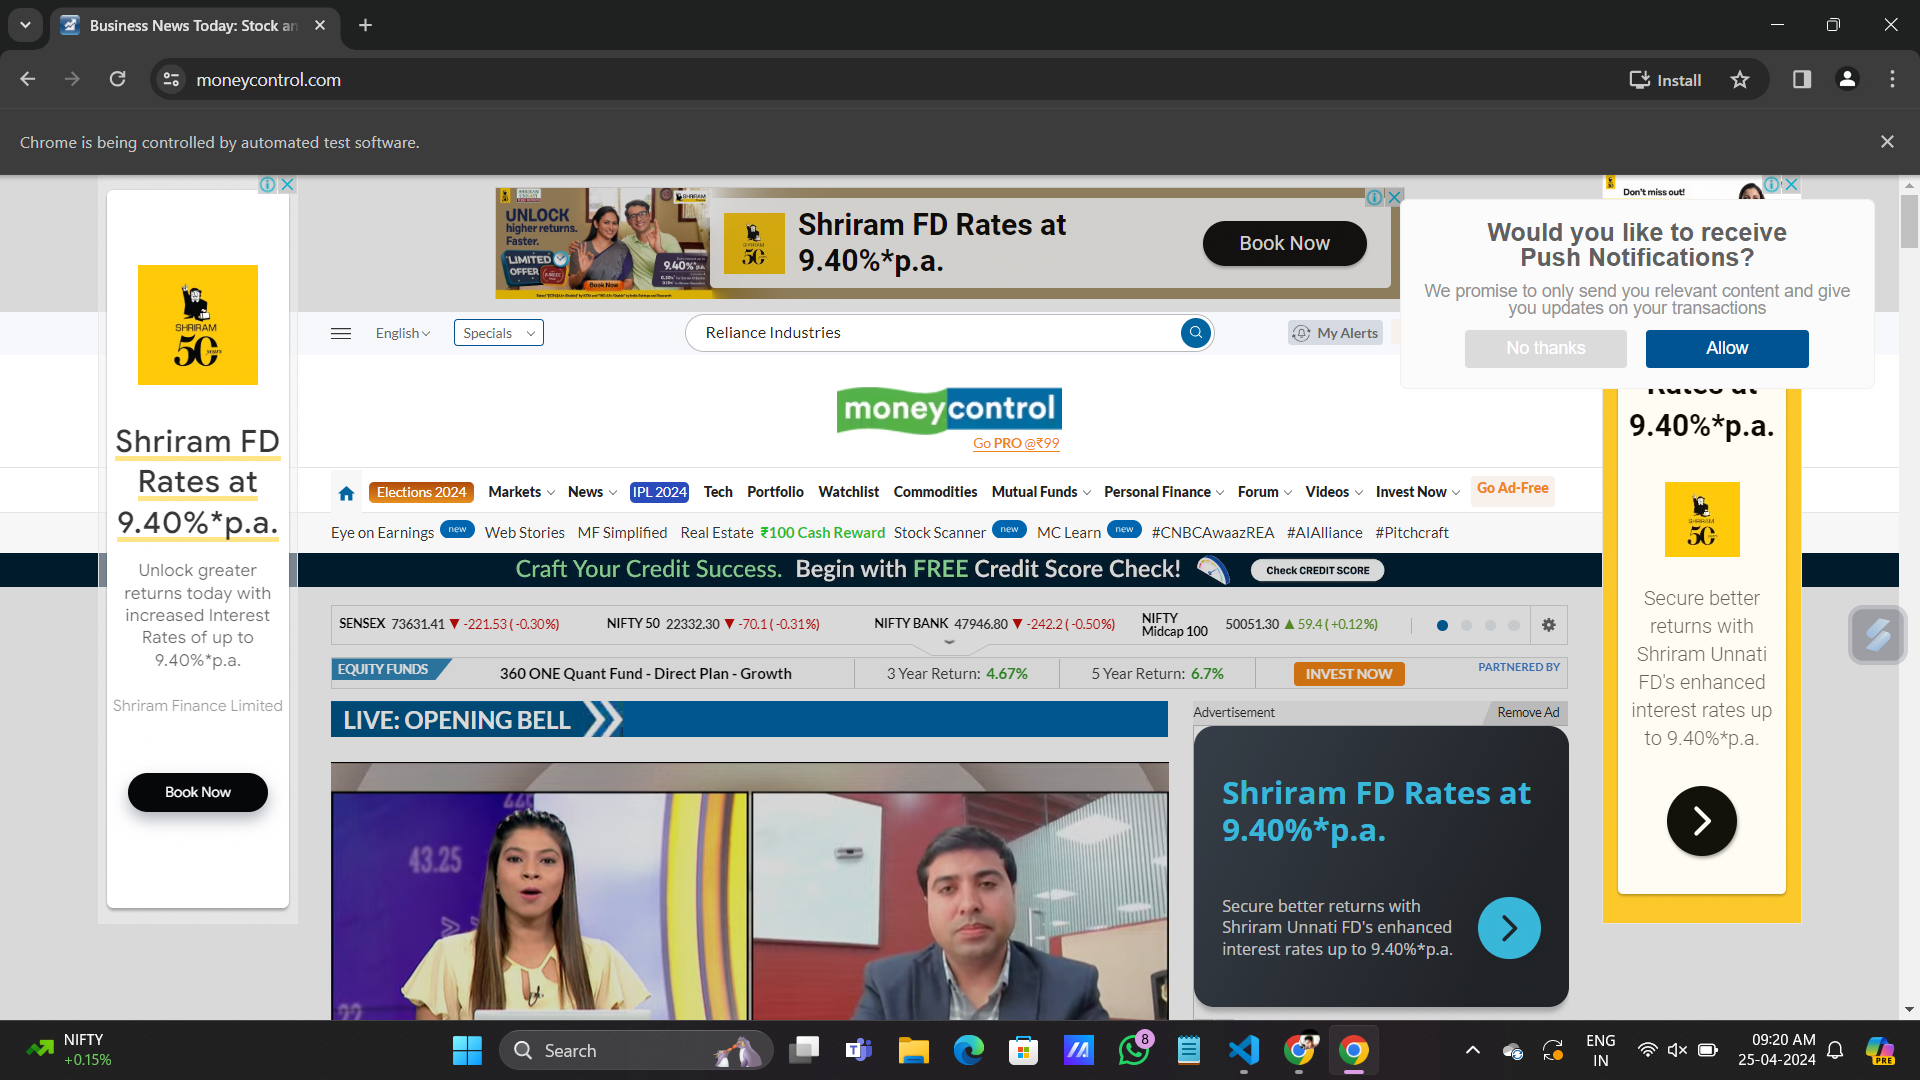 Business News Today: Stock an
moneycontrol.com
Install
Chrome is being controlled by automated test software.
SHRIRAM
50 years
Shriram FD
Rates at
9.40%*p.a.
Unlock greater
returns today with
increased Interest
Rates of up to
9.40%*p.a.
Shriram Finance Limited
Book Now
UNLOCK
higher returns.
Faster.
LIMITED
OFFER
9.40%*p.a.
Book Now
Shriram FD Rates at
9.40%*p.a.
Book Now
Don't miss out!
Would you like to receive
Push Notifications?
We promise to only send you relevant content and give
you updates on your transactions
No thanks
Allow
English
Specials
Reliance Industries
My Alerts
moneycontrol
Go PRO @₹99
Elections 2024
Markets
News
IPL 2024
Tech
Portfolio
Watchlist
Commodities
Mutual Funds
Personal Finance
Forum
Videos
Invest Now
Go Ad-Free
Eye on Earnings new
Web Stories
MF Simplified
Real Estate
₹100 Cash Reward
Stock Scanner new
MC Learn new
#CNBCAwaazREA
#AIAlliance
#Pitchcraft
Craft Your Credit Success. Begin with FREE Credit Score Check!
Check CREDIT SCORE
SENSEX 73631.41 ▼ -221.53 ( -0.30%)
NIFTY 50 22332.30 ▼ -70.1 ( -0.31%)
NIFTY BANK 47946.80 ▼ -242.2 ( -0.50%)
NIFTY
Midcap 100
50051.30 ▲ 59.4 ( +0.12%)
EQUITY FUNDS
360 ONE Quant Fund - Direct Plan - Growth
3 Year Return: 4.67%
5 Year Return: 6.7%
INVEST NOW
PARTNERED BY
LIVE: OPENING BELL
43.25
22
Advertisement
Remove Ad
Shriram FD Rates at
9.40%*p.a.
Secure better returns with
Shriram Unnati FD's enhanced
interest rates up to 9.40%*p.a.
Rates at
9.40%*p.a.
SHRIRAM
50 years
Secure better
returns with
Shriram Unnati
FD's enhanced
interest rates up
to 9.40%*p.a.
NIFTY
+0.15%
Search
8
ENG
IN
09:20 AM
25-04-2024
PRE